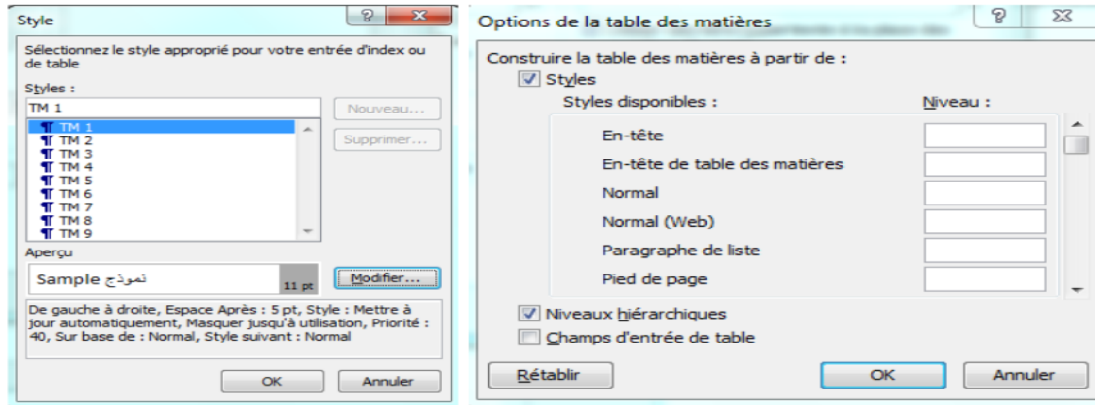 Style
Sélectionnez le style approprié pour votre entrée d'index ou
de table
Styles :
TM 1
Nouveau...
TM 1
TM 2
TM 3
TM 4
TM 5
TM 6
TM 7
TM 8
TM 9
Supprimer...
Aperçu
Sample نموذج
11 pt
Modifier...
De gauche à droite, Espace Après : 5 pt, Style : Mettre à
jour automatiquement, Masquer jusqu'à utilisation, Priorité :
40, Sur base de : Normal, Style suivant : Normal
OK
Annuler
Options de la table des matières
Construire la table des matières à partir de :
Styles
Styles disponibles :
Niveau :
En-tête
En-tête de table des matières
Normal
Normal (Web)
Paragraphe de liste
Pied de page
Niveaux hiérarchiques
Champs d'entrée de table
Rétablir
OK
Annuler